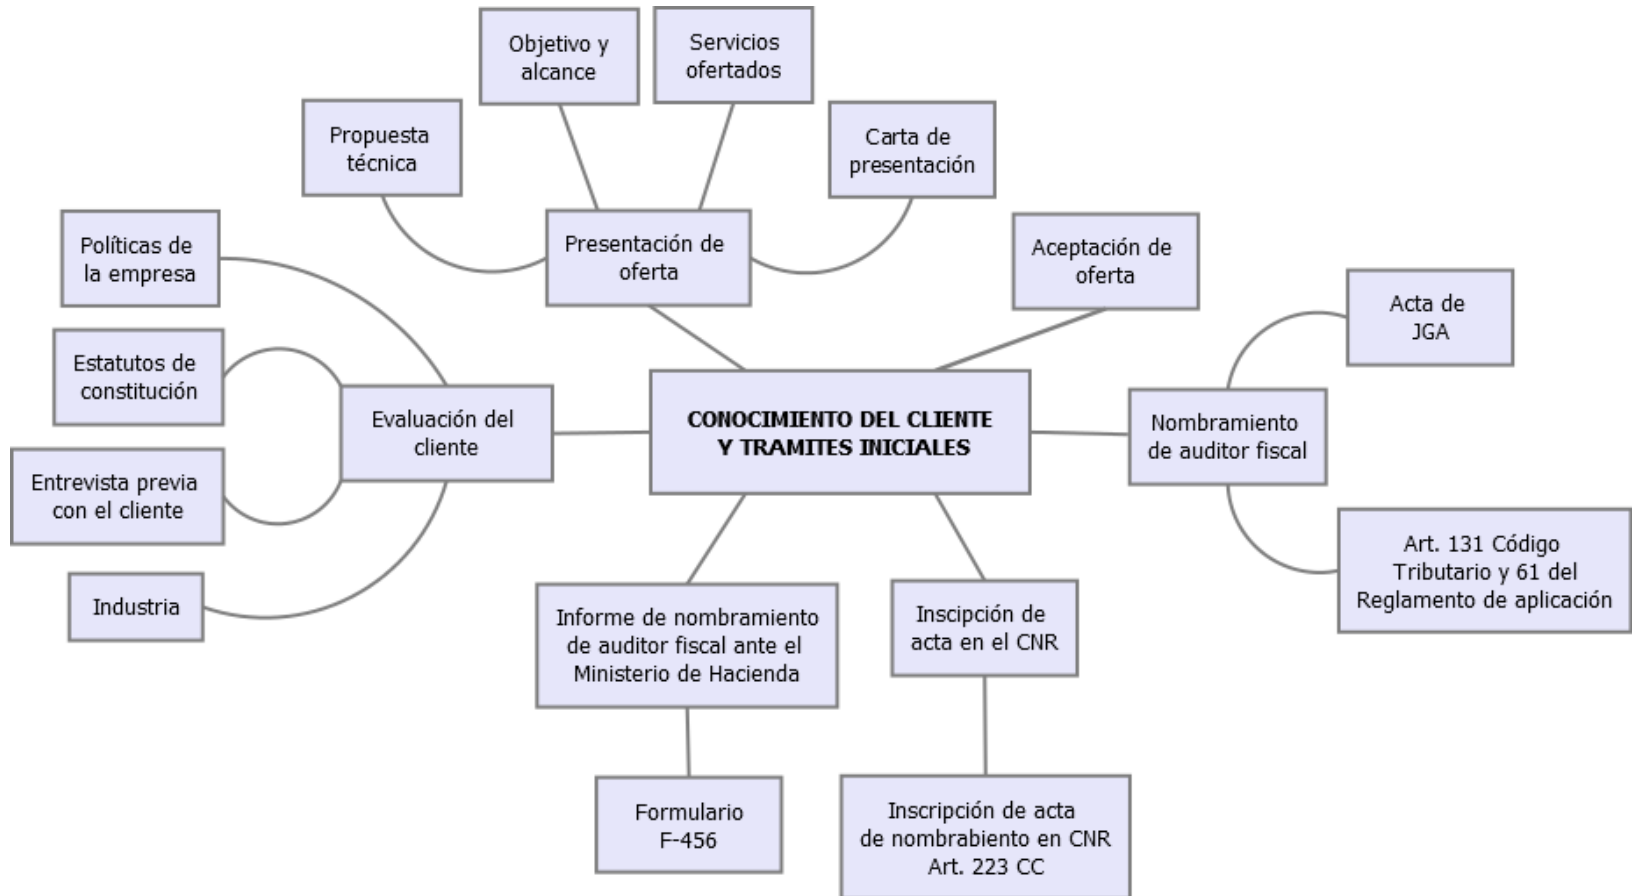 Objetivo y
alcance
Servicios
ofertados
Propuesta
técnica
Carta de
presentación
Políticas de
la empresa
Presentación de
oferta
Aceptación de
oferta
Acta de
JGA
Estatutos de
constitución
Evaluación del
cliente
CONOCIMIENTO DEL CLIENTE
Y TRAMITES INICIALES
Nombramiento
de auditor fiscal
Entrevista previa
con el cliente
Industria
Art. 131 Código
Tributario y 61 del
Reglamento de aplicación
Informe de nombramiento
de auditor fiscal ante el
Ministerio de Hacienda
Inscipción de
acta en el CNR
Formulario
F-456
Inscripción de acta
de nombrabiento en CNR
Art. 223 CC